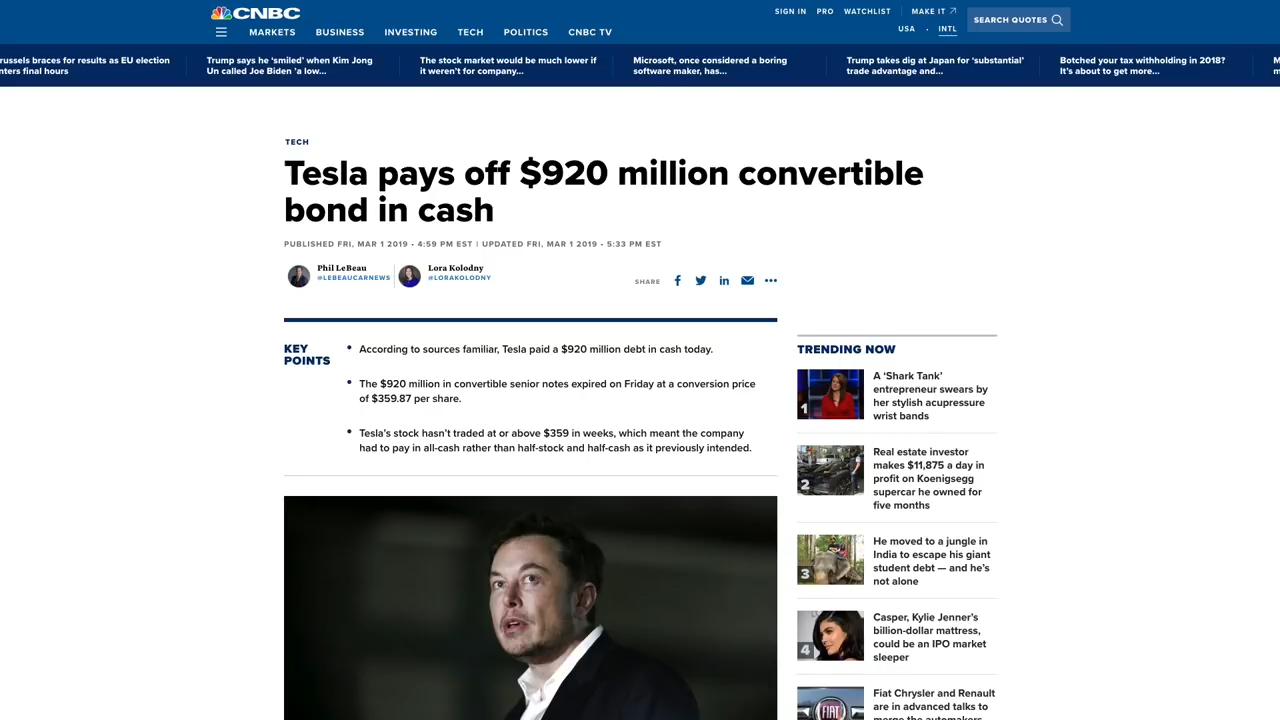 CNBC
SIGN IN PRO WATCHLIST MAKE IT
SEARCH QUOTES
USA · INTL
MARKETS BUSINESS INVESTING TECH POLITICS CNBC TV
russels braces for results as EU election
nters final hours
Trump says he ‘smiled’ when Kim Jong
Un called Joe Biden ’a low...
The stock market would be much lower if
it weren’t for company...
Microsoft, once considered a boring
software maker, has...
Trump takes dig at Japan for ‘substantial’
trade advantage and...
Botched your tax withholding in 2018?
It’s about to get more...
TECH
Tesla pays off $920 million convertible
bond in cash
PUBLISHED FRI, MAR 1 2019 • 4:59 PM EST | UPDATED FRI, MAR 1 2019 • 5:33 PM EST
Phil LeBeau
@LEBEAUCARNEWS
Lora Kolodny
@LORAKOLODNY
SHARE
KEY
POINTS
• According to sources familiar, Tesla paid a $920 million debt in cash today.
• The $920 million in convertible senior notes expired on Friday at a conversion price
of $359.87 per share.
• Tesla’s stock hasn’t traded at or above $359 in weeks, which meant the company
had to pay in all-cash rather than half-stock and half-cash as it previously intended.
TRENDING NOW
1
A ‘Shark Tank’
entrepreneur swears by
her stylish acupressure
wrist bands
2
Real estate investor
makes $11,875 a day in
profit on Koenigsegg
supercar he owned for
five months
3
He moved to a jungle in
India to escape his giant
student debt — and he’s
not alone
4
Casper, Kylie Jenner’s
billion-dollar mattress,
could be an IPO market
sleeper
FIAT
Fiat Chrysler and Renault
are in advanced talks to
merge the automakers